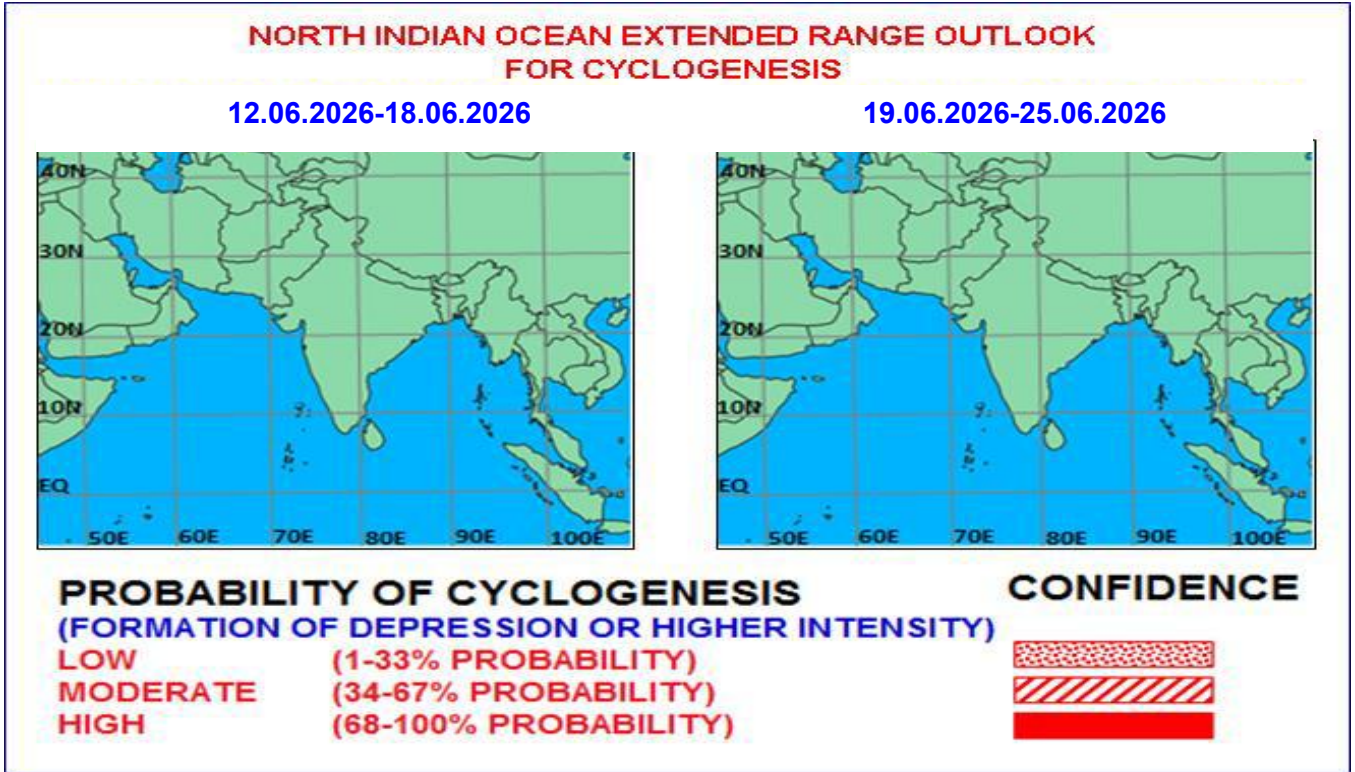 NORTH INDIAN OCEAN EXTENDED RANGE OUTLOOK
FOR CYCLOGENESIS
12.06.2026-18.06.2026
19.06.2026-25.06.2026
40N
30N
20N
10N
EQ
50E 60E 70E 80E 90E 100E
40N
30N
20N
10N
EQ
50E 60E 70E 80E 90E 100E
PROBABILITY OF CYCLOGENESIS CONFIDENCE
(FORMATION OF DEPRESSION OR HIGHER INTENSITY)
LOW (1-33% PROBABILITY)
MODERATE (34-67% PROBABILITY)
HIGH (68-100% PROBABILITY)